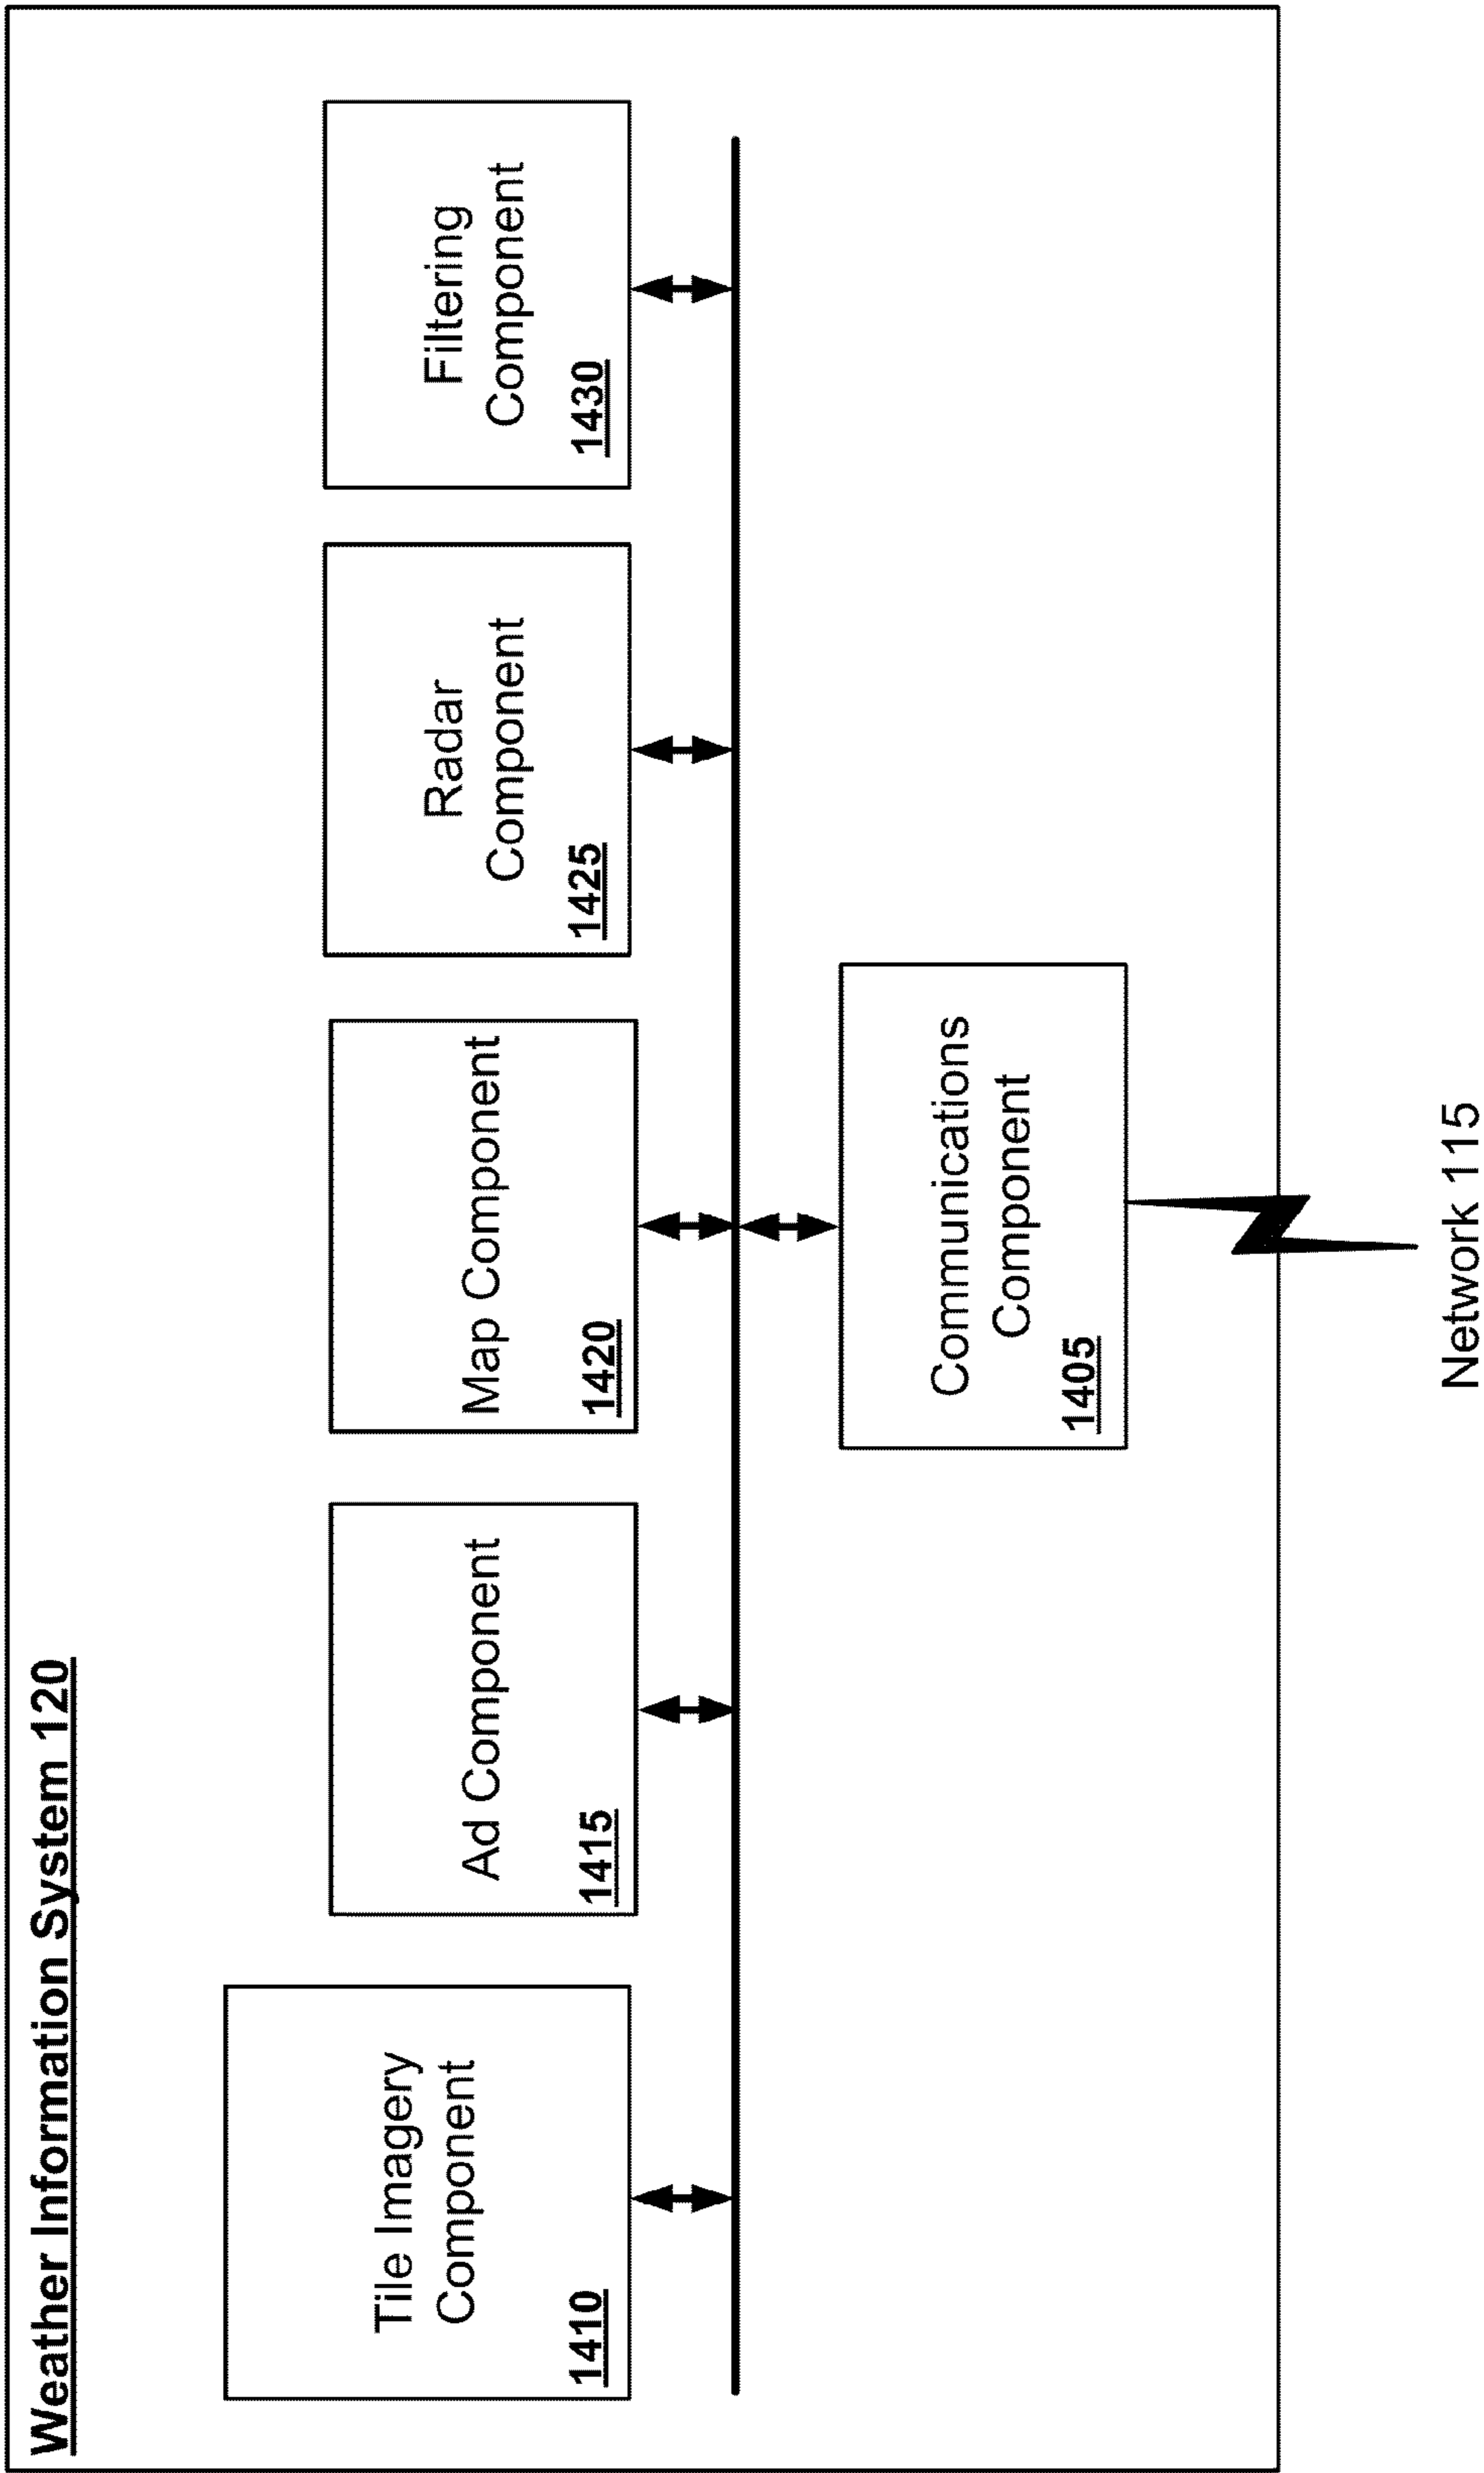 Weather Information System 120
Tile Imagery
Component
1410
Ad Component
1415
Map Component
1420
Radar
Component
1425
Filtering
Component
1430
Communications
Component
1405
Network 115